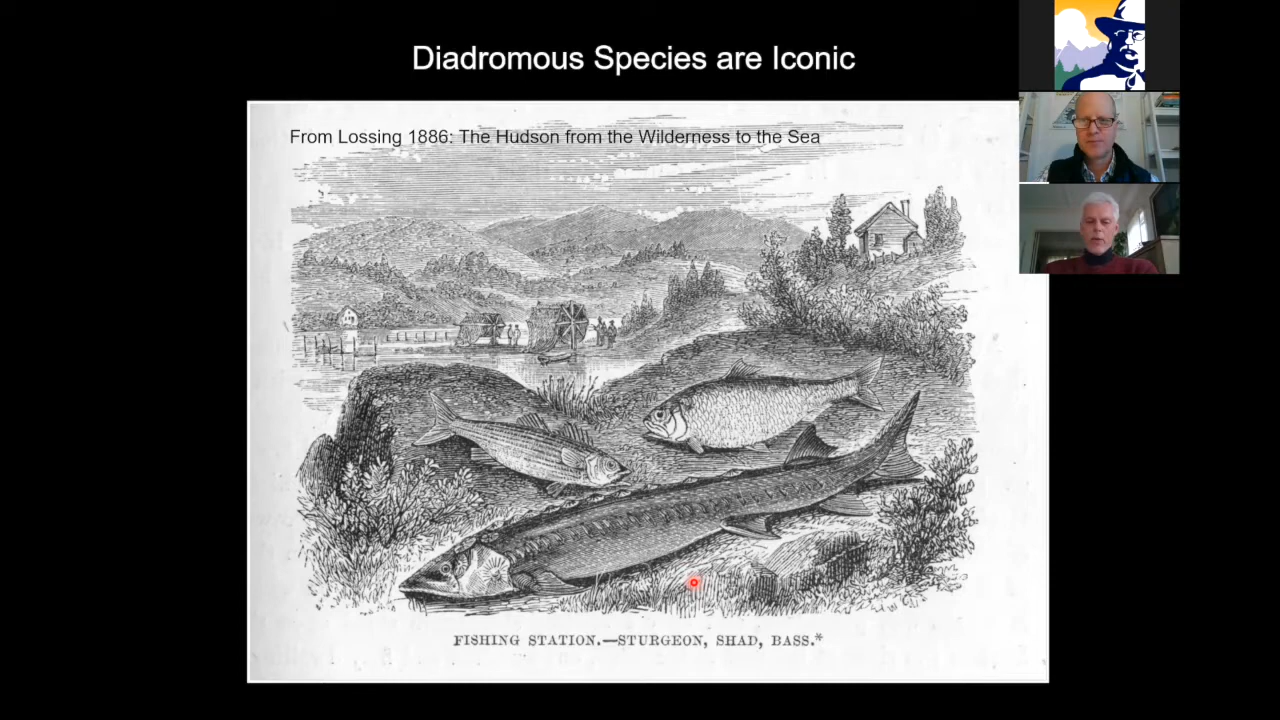 Diadromous Species are Iconic
From Lossing 1886: The Hudson from the Wilderness to the Sea
FISHING STATION.—STURGEON, SHAD, BASS.*